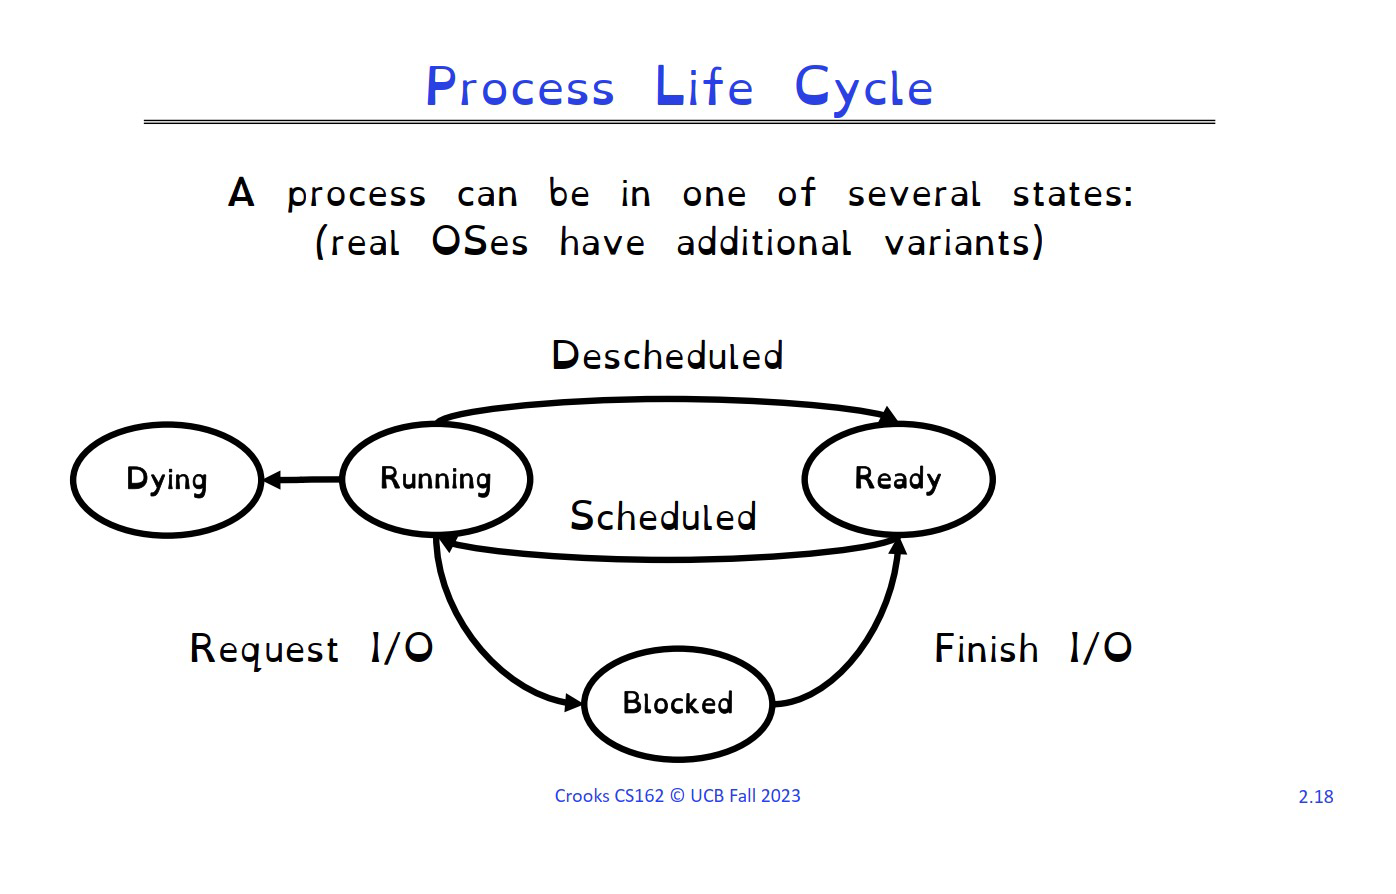 Process Life Cycle
A process can be in one of several states:
(real OSes have additional variants)
Descheduled
Dying
Running
Ready
Scheduled
Request I/O
Finish I/O
Blocked
Crooks CS162 © UCB Fall 2023
2.18